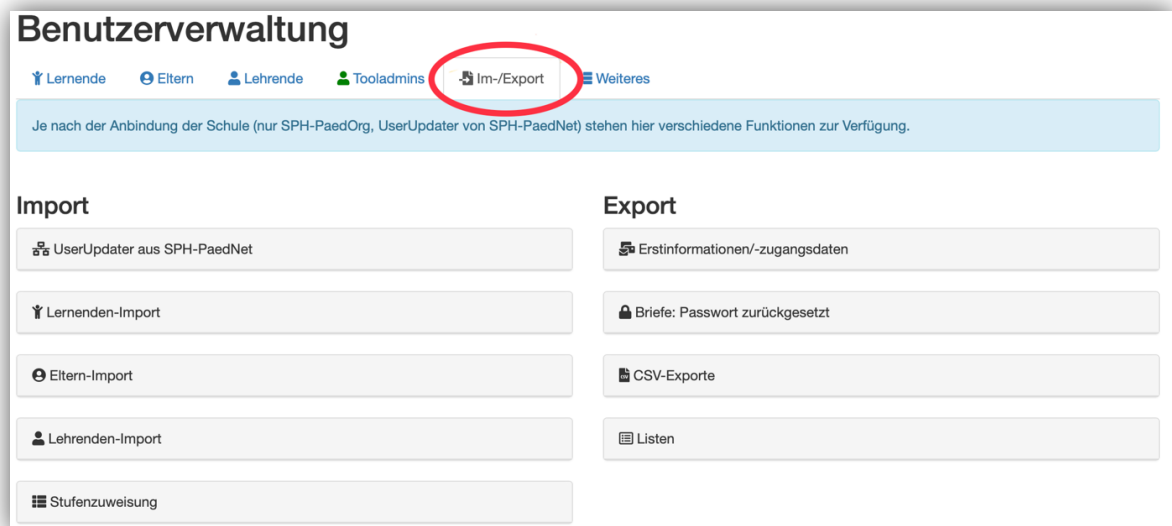 Benutzerverwaltung
Lernende Eltern Lehrende Tooladmins Im-/Export Weiteres
Je nach der Anbindung der Schule (nur SPH-PaedOrg, UserUpdater von SPH-PaedNet) stehen hier verschiedene Funktionen zur Verfügung.
Import
UserUpdater aus SPH-PaedNet
Lernenden-Import
Eltern-Import
Lehrenden-Import
Stufenzuweisung
Export
Erstinformationen/-zugangsdaten
Briefe: Passwort zurückgesetzt
CSV-Exporte
Listen